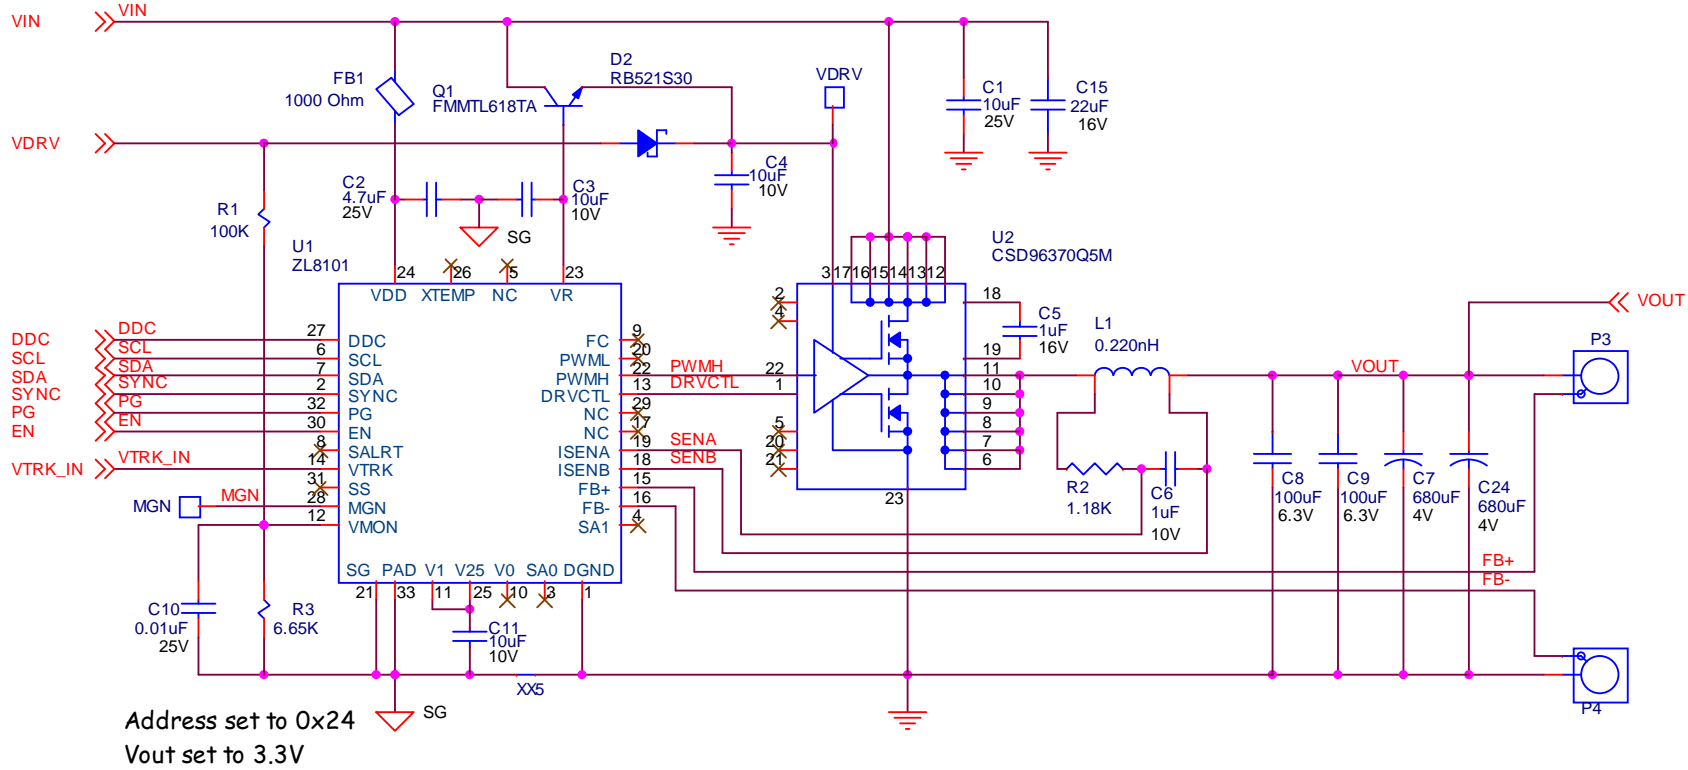 VIN
VIN
D2
RB521S30
FB1
1000 Ohm
Q1
FMMTL618TA
VDRV
C1
10uF
25V
C15
22uF
16V
VDRV
C4
10uF
10V
C2
4.7uF
25V
C3
10uF
10V
R1
100K
SG
U1
ZL8101
U2
CSD96370Q5M
24
26
5
23
VDD
XTEMP
NC
VR
3
17
16
15
14
13
12
2
4
18
C5
1uF
16V
L1
0.220nH
VOUT
P3
DDC
DDC
27
DDC
FC
9
SCL
SCL
6
SCL
PWML
20
19
SDA
SDA
7
SDA
PWMH
22
PWMH
22
11
VOUT
SYNC
SYNC
2
SYNC
DRVCTL
13
DRVCTL
1
10
PG
PG
32
PG
NC
29
9
EN
EN
30
EN
NC
17
5
8
8
SALRT
ISENA
19
SENA
20
7
VTRK_IN
VTRK_IN
14
VTRK
ISENB
18
SENB
21
6
31
SS
FB+
15
23
MGN
MGN
28
MGN
FB-
16
12
VMON
SA1
4
R2
1.18K
C6
1uF
10V
C8
100uF
6.3V
C9
100uF
6.3V
C7
680uF
4V
C24
680uF
4V
FB+
FB-
SG
PAD
V1
V25
V0
SA0
DGND
21
33
11
25
10
3
1
C10
0.01uF
25V
R3
6.65K
C11
10uF
10V
XX5
SG
P4
Address set to 0x24
Vout set to 3.3V